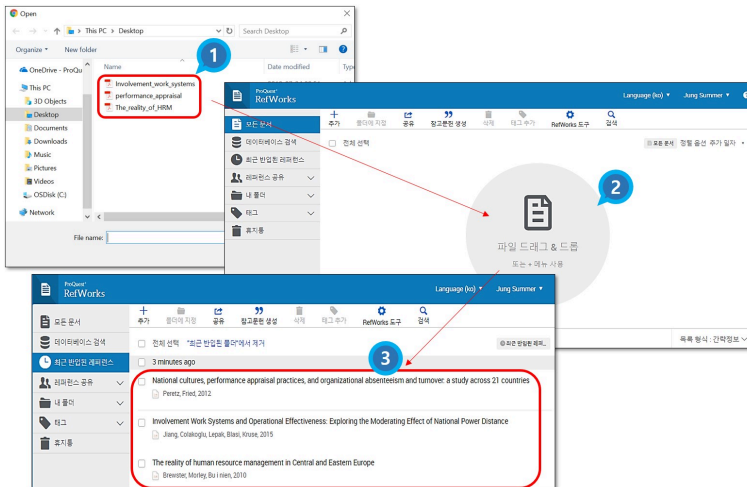 Open
This PC > Desktop
Search Desktop
Organize
New folder
OneDrive - ProQu
This PC
3D Objects
Desktop
Documents
Downloads
Music
Pictures
Videos
OSDisk (C:)
Network
Name
Date modified
Type
Involvement_work_systems
performance_appraisal
The_reality_of_HRM
File name:
1
ProQuest®
RefWorks
Language (ko)
Jung Summer
모든 문서
데이터베이스 검색
최근 반입된 레퍼런스
레퍼런스 공유
내 폴더
태그
휴지통
추가
폴더에 지정
공유
참고문헌 생성
삭제
태그 추가
RefWorks 도구
검색
전체 선택
모든 문서
정렬 옵션 추가 일자
2
파일 드래그 & 드롭
또는 + 메뉴 사용
목록 형식 : 간략정보
ProQuest®
RefWorks
Language (ko)
Jung Summer
모든 문서
데이터베이스 검색
최근 반입된 레퍼런스
레퍼런스 공유
내 폴더
태그
휴지통
추가
폴더에 지정
공유
참고문헌 생성
삭제
태그 추가
RefWorks 도구
검색
전체 선택 "최근 반입된 폴더"에서 제거
최근 반입된 레퍼...
3 minutes ago
3
National cultures, performance appraisal practices, and organizational absenteeism and turnover: a study across 21 countries
Peretz, Fried, 2012
Involvement Work Systems and Operational Effectiveness: Exploring the Moderating Effect of National Power Distance
Jiang, Colakoglu, Lepak, Blasi, Kruse, 2015
The reality of human resource management in Central and Eastern Europe
Brewster, Morley, Bu i nien, 2010